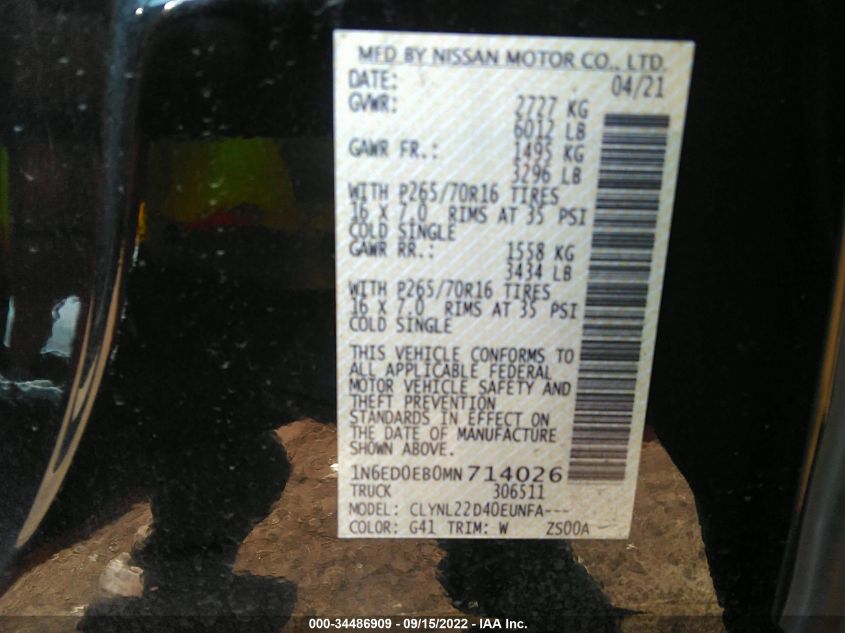 MFD BY NISSAN MOTOR CO., LTD.
DATE: 04/21
GVWR: 2727 KG
6012 LB
GAWR FR.: 1495 KG
3296 LB
WITH P265/70R16 TIRES
16 X 7.0 RIMS AT 35 PSI
COLD SINGLE
GAWR RR.: 1558 KG
3434 LB
WITH P265/70R16 TIRES
16 X 7.0 RIMS AT 35 PSI
COLD SINGLE
THIS VEHICLE CONFORMS TO
ALL APPLICABLE FEDERAL
MOTOR VEHICLE SAFETY AND
THEFT PREVENTION
STANDARDS IN EFFECT ON
THE DATE OF MANUFACTURE
SHOWN ABOVE.
1N6ED0EB0MN714026
TRUCK 306511
MODEL: CLYNL22D40EUNFA---
COLOR: G41 TRIM: W ZS00A
000-34486909 - 09/15/2022 - IAA Inc.